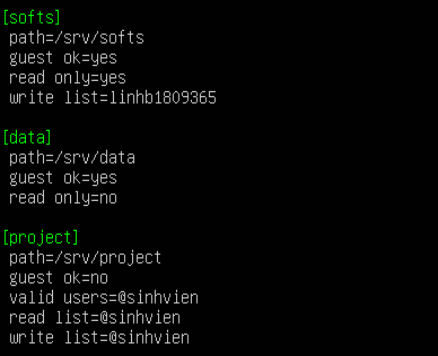 [softs]
path=/srv/softs
guest ok=yes
read only=yes
write list=linhb1809365
[data]
path=/srv/data
guest ok=yes
read only=no
[project]
path=/srv/project
guest ok=no
valid users=@sinhvien
read list=@sinhvien
write list=@sinhvien